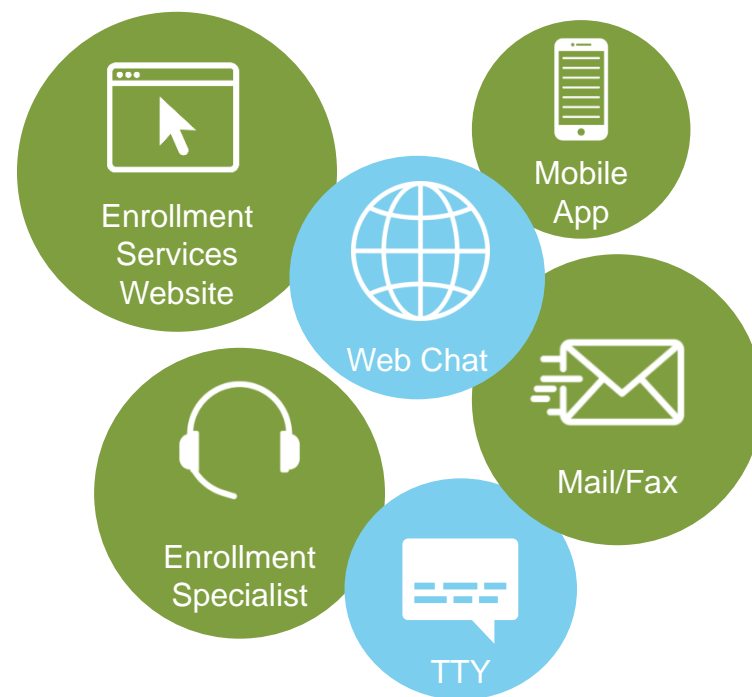 Enrollment
Services
Website
Mobile
App
Web Chat
Mail/Fax
Enrollment
Specialist
TTY